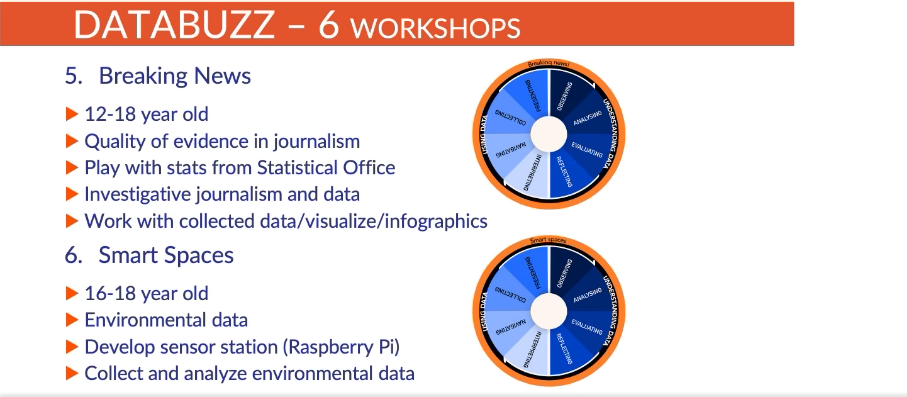 DATABUZZ – 6 WORKSHOPS
5. Breaking News
▶ 12-18 year old
▶ Quality of evidence in journalism
▶ Play with stats from Statistical Office
▶ Investigative journalism and data
▶ Work with collected data/visualize/infographics
Breaking news!
USING DATA
UNDERSTANDING DATA
PRESENTING
COLLECTING
NAVIGATING
INTERPRETING
OBSERVING
ANALYSING
EVALUATING
REFLECTING
6. Smart Spaces
▶ 16-18 year old
▶ Environmental data
▶ Develop sensor station (Raspberry Pi)
▶ Collect and analyze environmental data
Smart spaces
USING DATA
UNDERSTANDING DATA
PRESENTING
COLLECTING
NAVIGATING
INTERPRETING
OBSERVING
ANALYSING
EVALUATING
REFLECTING